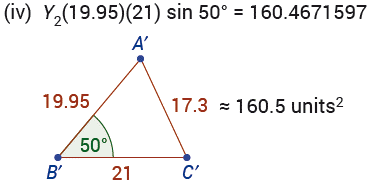 (iv) Y₂(19.95)(21) sin 50° = 160.4671597
A′
19.95
17.3 ≈ 160.5 units²
50°
B′
21
C′